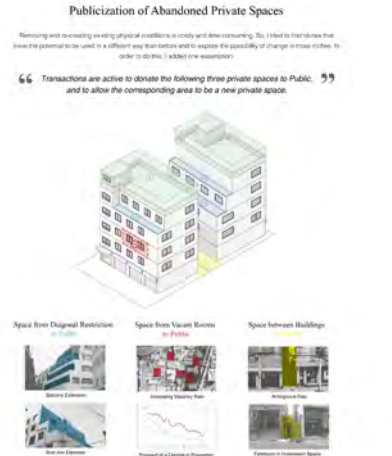 Publicization of Abandoned Private Spaces
Removing and recreating existing physical conditions is costly and time-consuming. So, I tried to find niches that
have the potential to be used in a different way than before and to explore the possibility of change in those niches. In
order to do this, I added one assumption.
“ Transactions are active to donate the following three private spaces to Public, ”
and to allow the corresponding area to be a new private space.
Space from Diagonal Restriction
to Public
Space from Vacant Rooms
to Public
Space between Buildings
Balcony Extension
Increasing Vacancy Rate
Ambiguous Gap